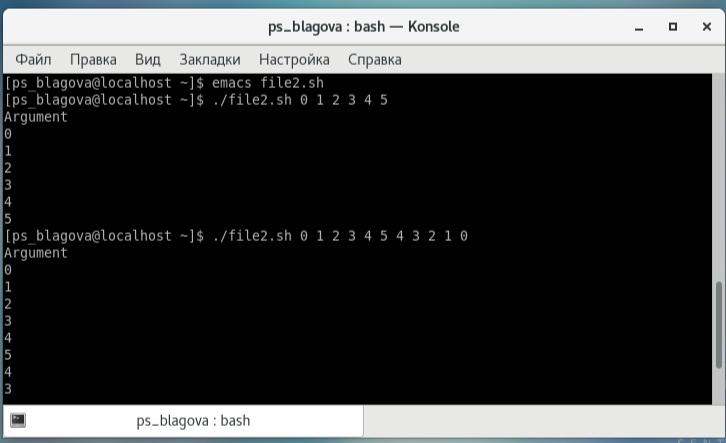 ps_blagova : bash — Konsole
Файл Правка Вид Закладки Настройка Справка
[ps_blagova@localhost ~]$ emacs file2.sh
[ps_blagova@localhost ~]$ ./file2.sh 0 1 2 3 4 5
Argument
0
1
2
3
4
5
[ps_blagova@localhost ~]$ ./file2.sh 0 1 2 3 4 5 4 3 2 1 0
Argument
0
1
2
3
4
5
4
3
ps_blagova : bash